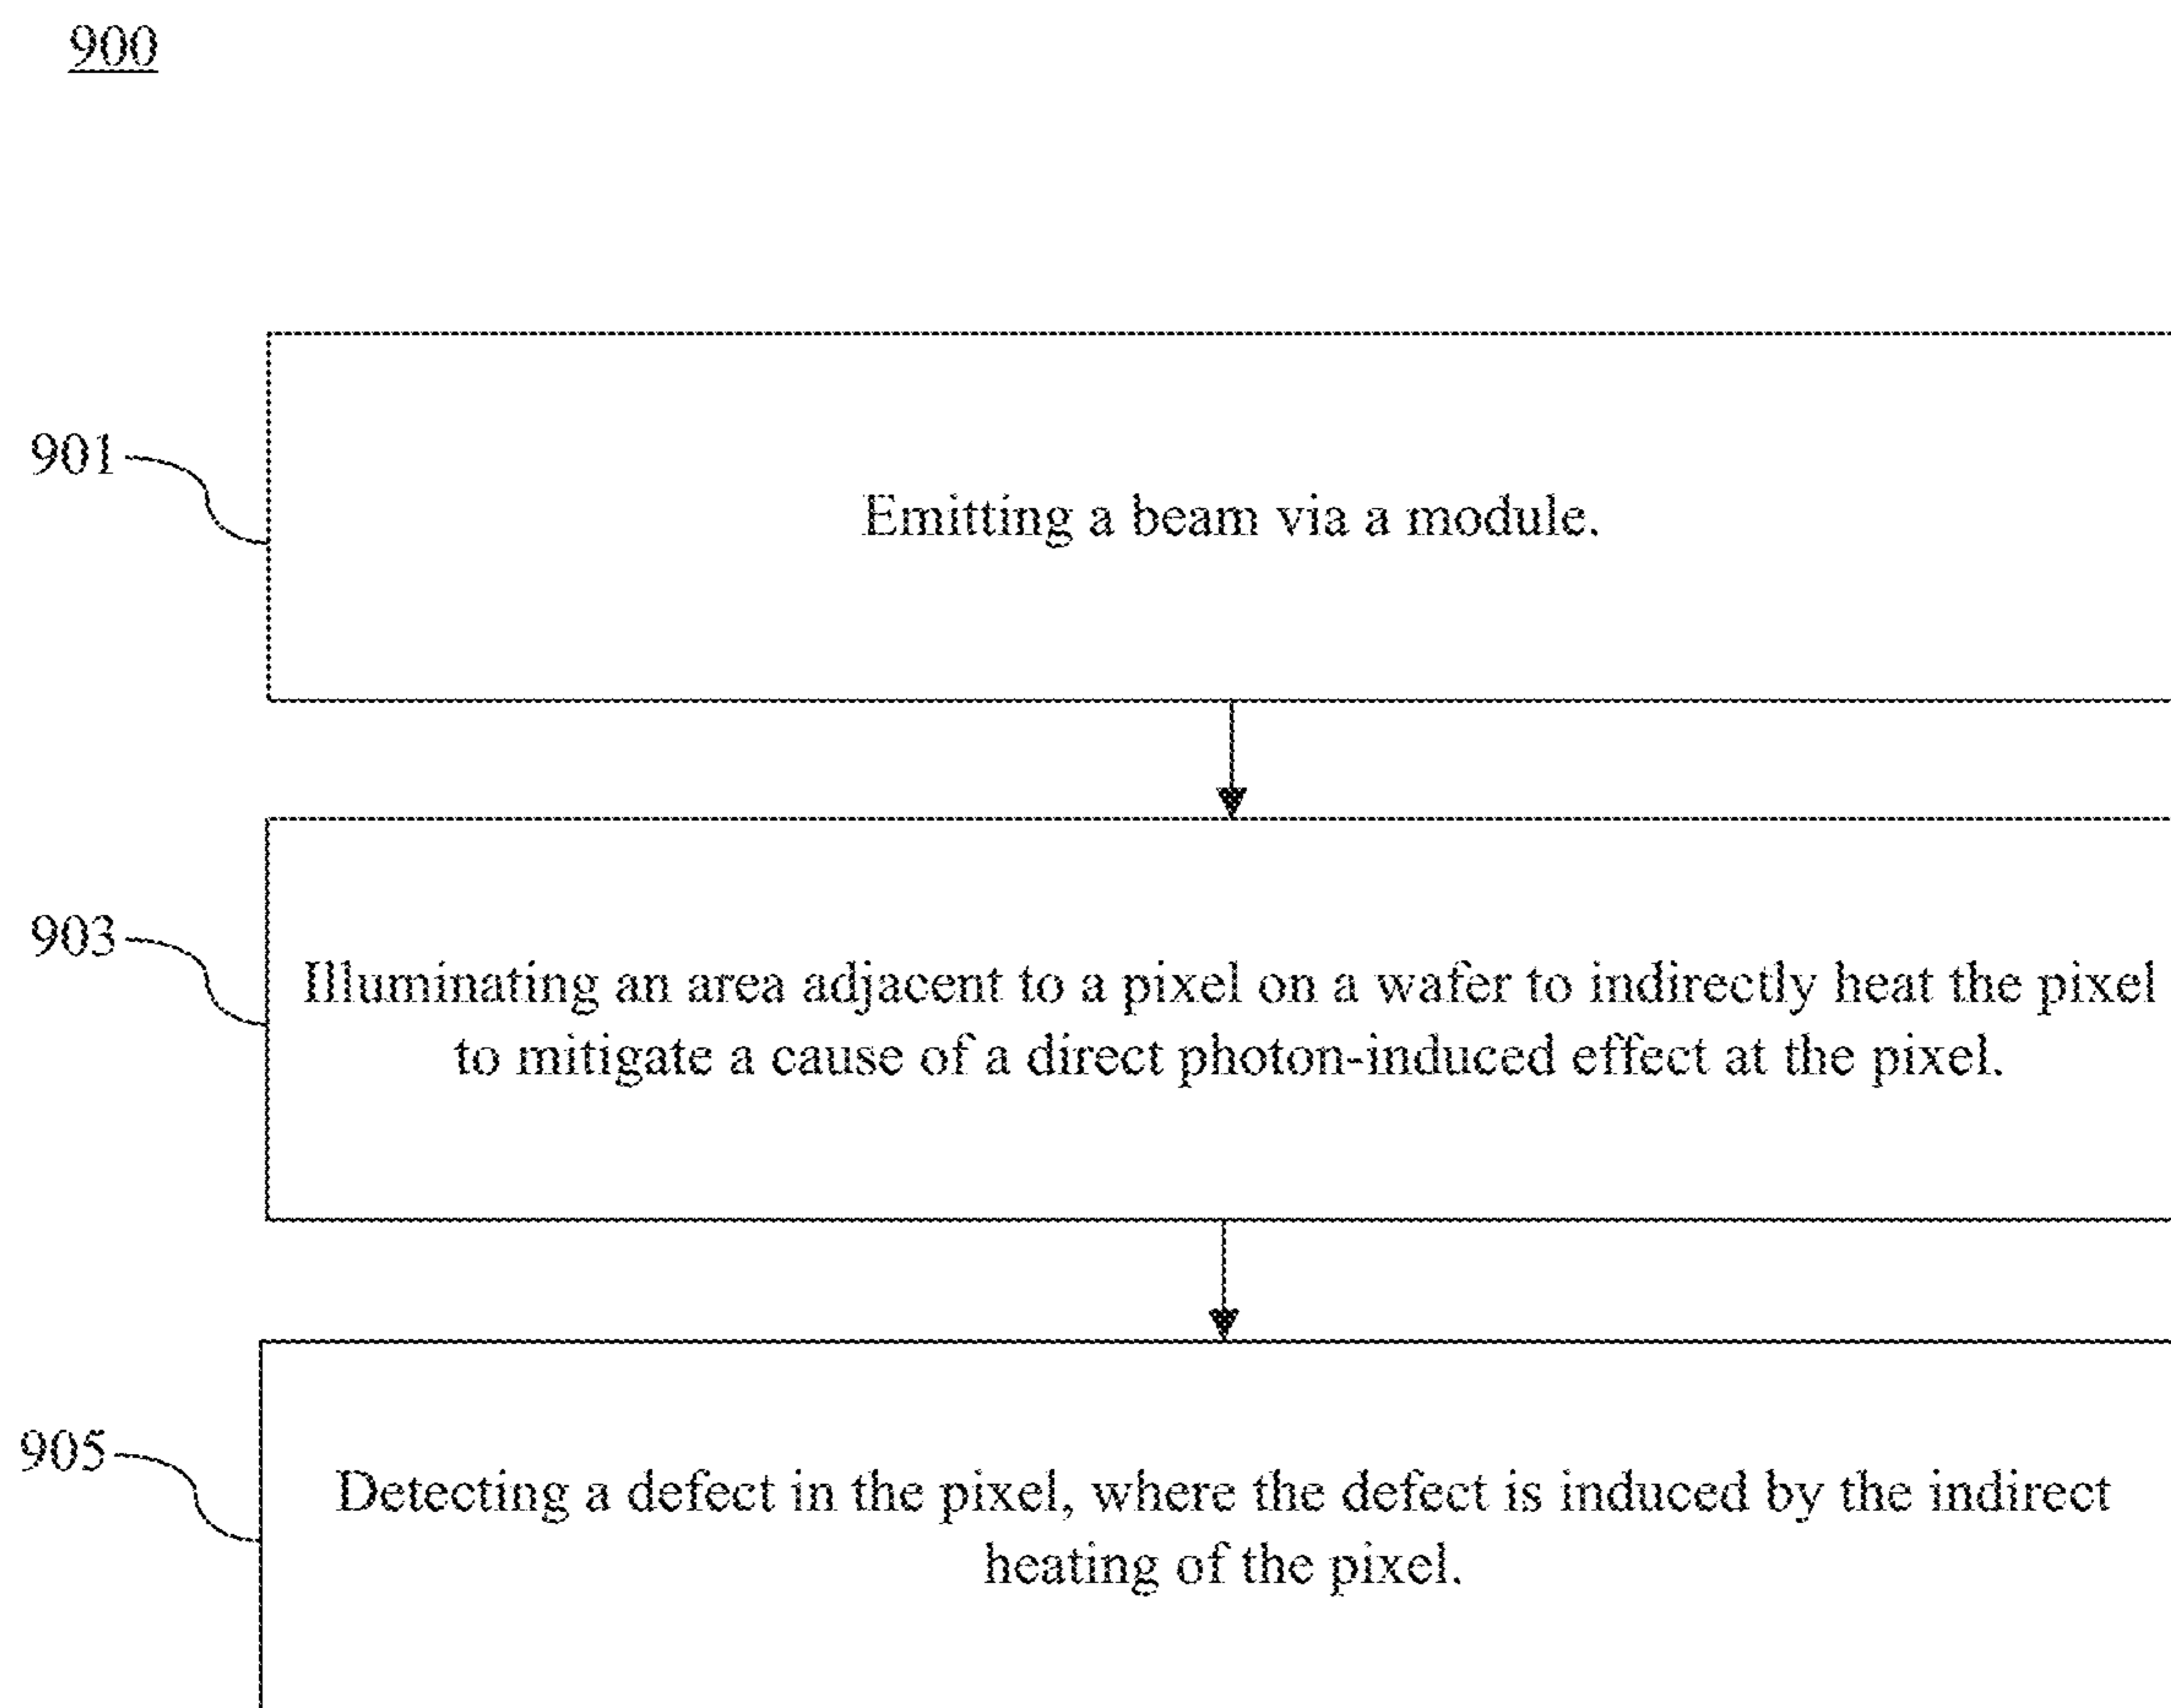 900
901
Emitting a beam via a module.
903
Illuminating an area adjacent to a pixel on a wafer to indirectly heat the pixel
to mitigate a cause of a direct photon-induced effect at the pixel.
905
Detecting a defect in the pixel, where the defect is induced by the indirect
heating of the pixel.